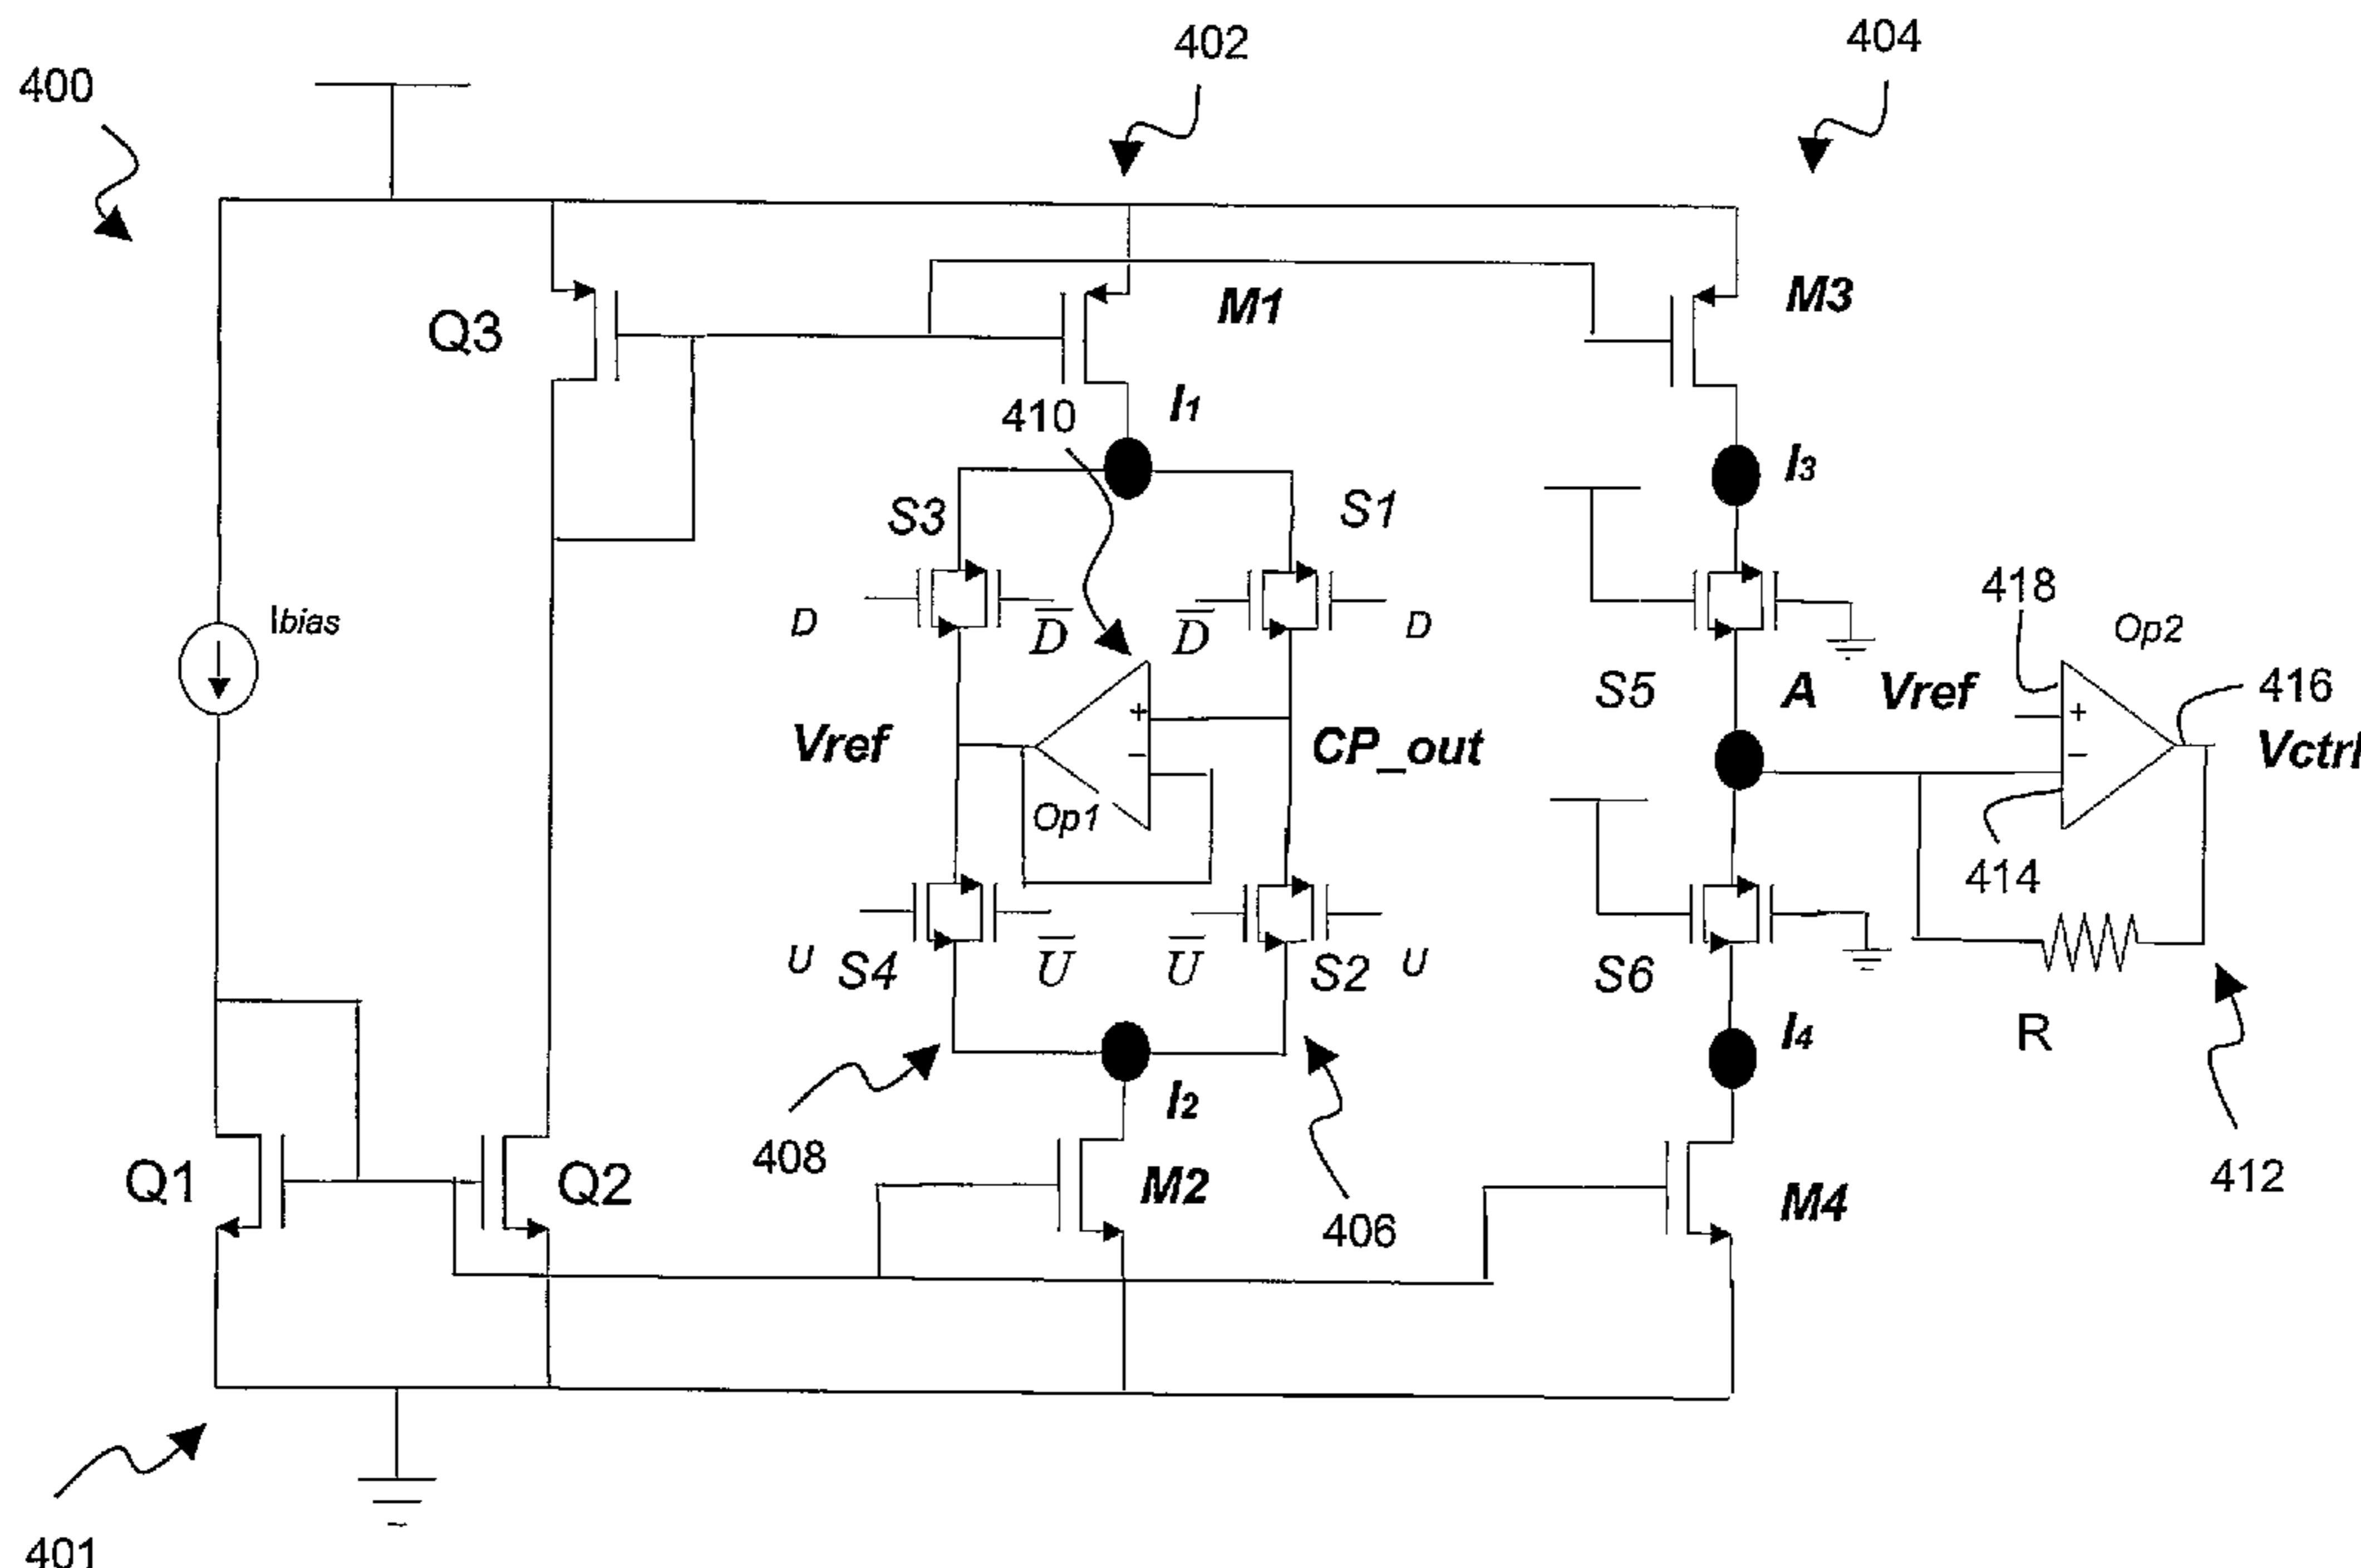 402
404
400
M1
M3
Q3
410
I1
I3
S3
S1
Ibias
D
D̅
D̅
D
418
Op2
S5
A
Vref
+
416
Vref
+
−
CP_out
−
Vctrl
Op1
414
U
S4
U̅
U̅
S2
U
S6
I4
R
I2
408
Q1
Q2
M2
412
M4
406
401